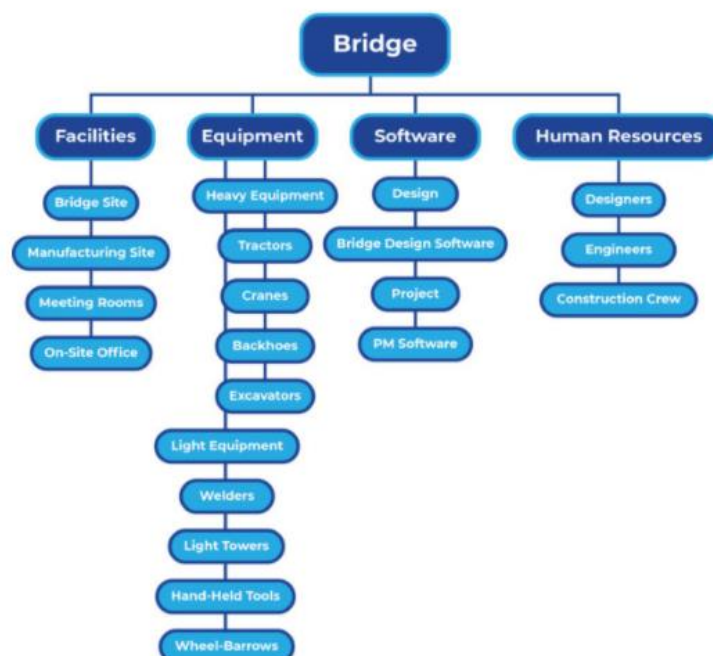 Bridge
Facilities
Equipment
Software
Human Resources
Bridge Site
Manufacturing Site
Meeting Rooms
On-Site Office
Heavy Equipment
Tractors
Cranes
Backhoes
Excavators
Light Equipment
Welders
Light Towers
Hand-Held Tools
Wheel-Barrows
Design
Bridge Design Software
Project
PM Software
Designers
Engineers
Construction Crew